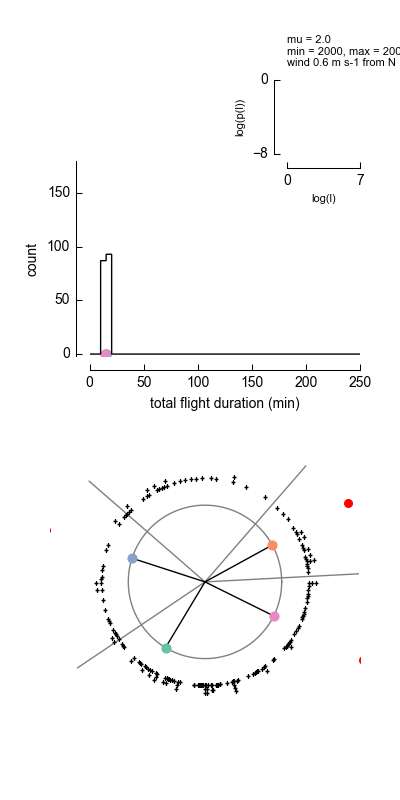 mu = 2.0
min = 2000, max = 200
wind 0.6 m s-1 from N
0
log(p(l))
−8
0 7
log(l)
150
100
count
50
0
0 50 100 150 200 250
total flight duration (min)